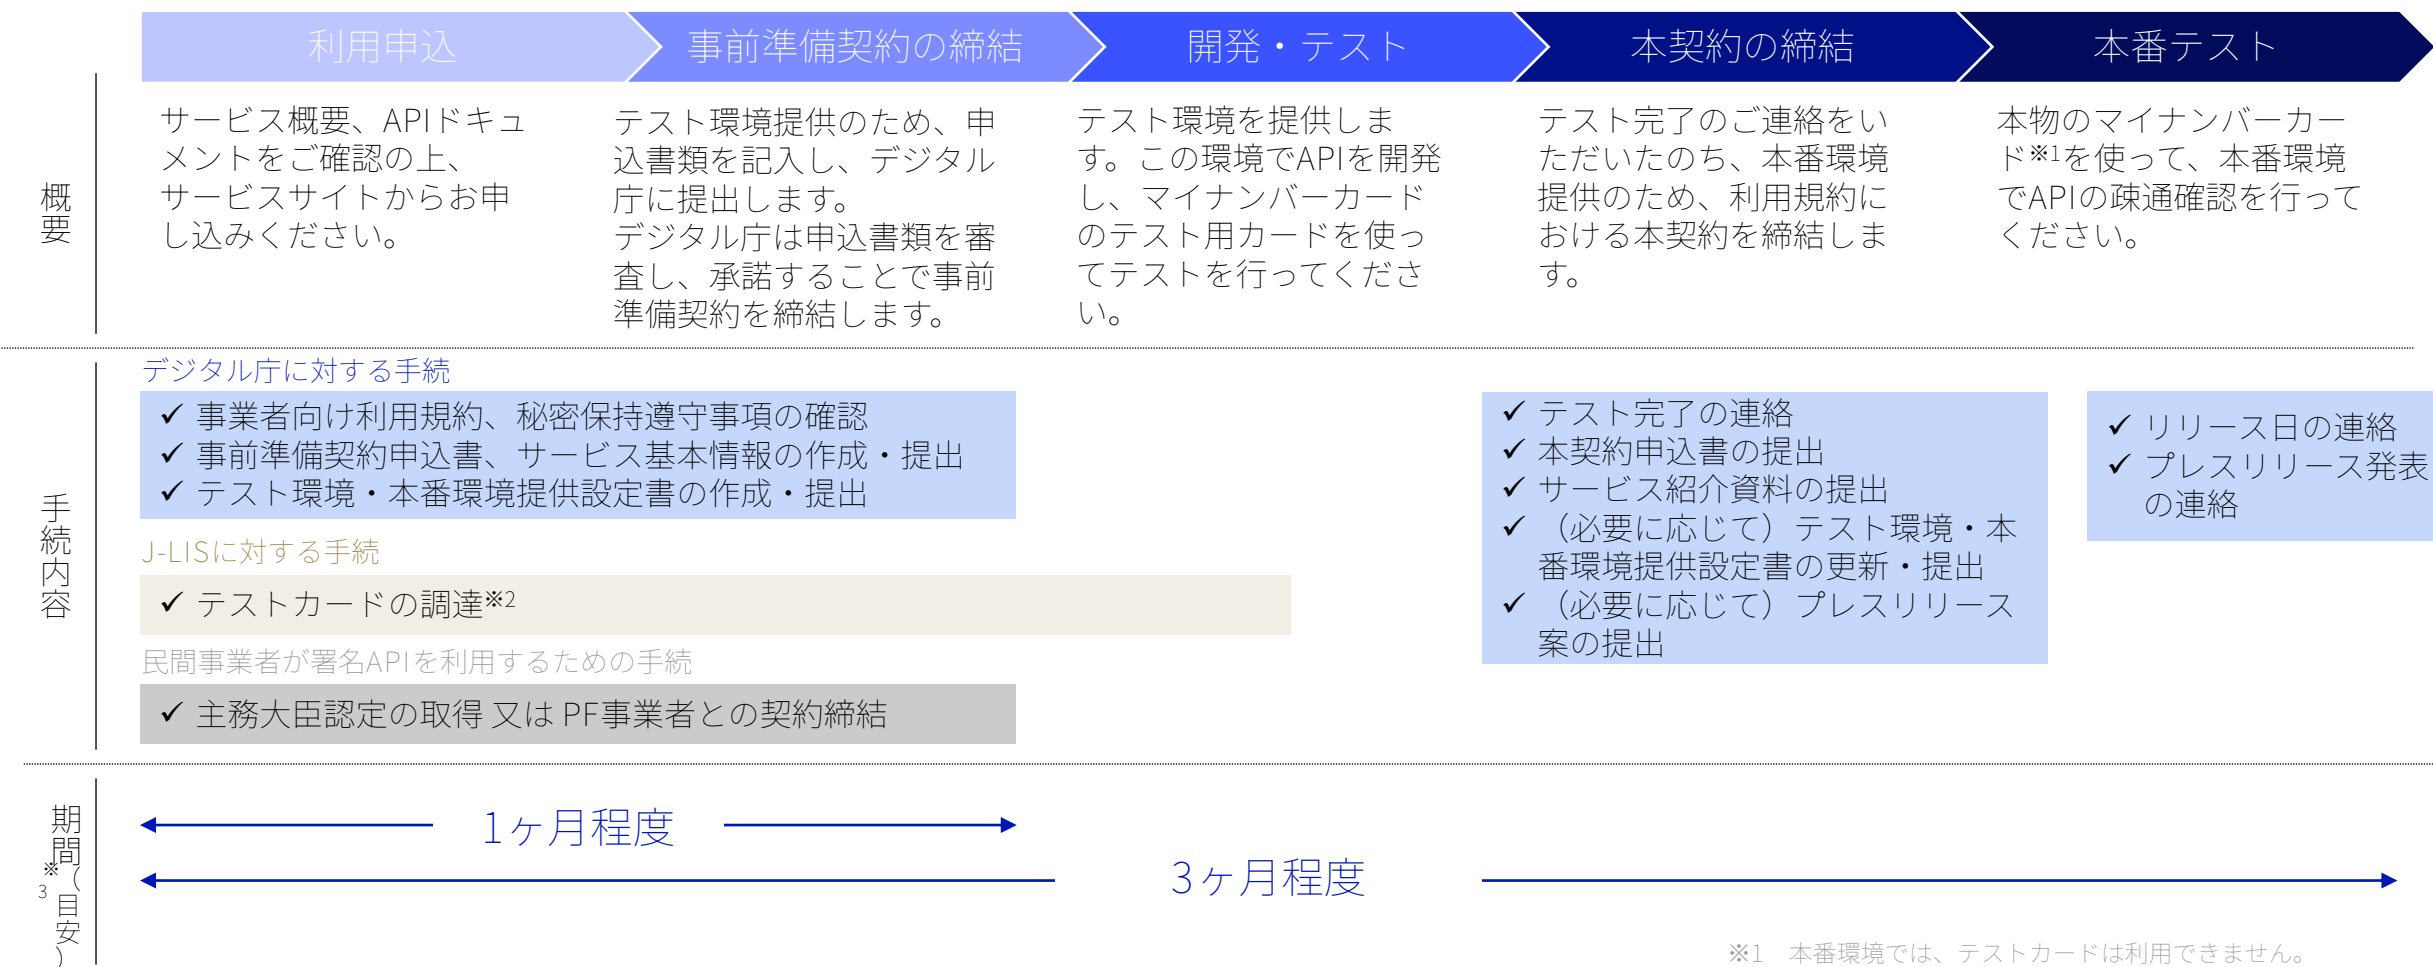 利用申込
事前準備契約の締結
開発・テスト
本契約の締結
本番テスト
概要
サービス概要、APIドキュ
メントをご確認の上、
サービスサイトからお申
し込みください。
テスト環境提供のため、申
込書類を記入し、デジタル
庁に提出します。
デジタル庁は申込書類を審
査し、承諾することで事前
準備契約を締結します。
テスト環境を提供しま
す。この環境でAPIを開発
し、マイナンバーカード
のテスト用カードを使っ
てテストを行ってくださ
い。
テスト完了のご連絡をい
ただいたのち、本番環境
提供のため、利用規約に
おける本契約を締結しま
す。
本物のマイナンバーカー
ド※1を使って、本番環境
でAPIの疎通確認を行って
ください。
手続内容
デジタル庁に対する手続
✓ 事業者向け利用規約、秘密保持遵守事項の確認
✓ 事前準備契約申込書、サービス基本情報の作成・提出
✓ テスト環境・本番環境提供設定書の作成・提出
J-LISに対する手続
✓ テストカードの調達※2
民間事業者が署名APIを利用するための手続
✓ 主務大臣認定の取得 又は PF事業者との契約締結
✓ テスト完了の連絡
✓ 本契約申込書の提出
✓ サービス紹介資料の提出
✓ （必要に応じて）テスト環境・本
番環境提供設定書の更新・提出
✓ （必要に応じて）プレスリリース
案の提出
✓ リリース日の連絡
✓ プレスリリース発表
の連絡
期間（目安）※3
1ヶ月程度
3ヶ月程度
※1　本番環境では、テストカードは利用できません。